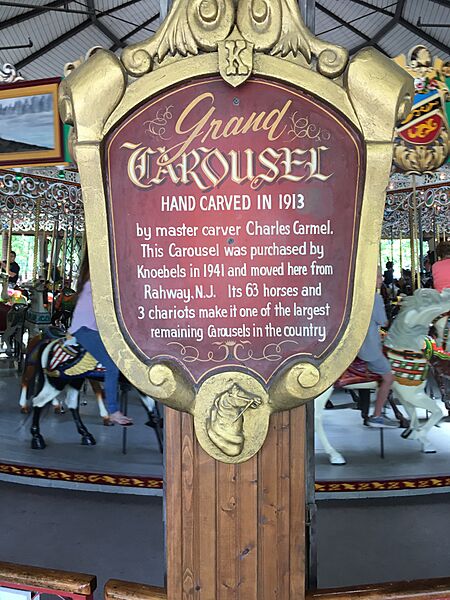 K
Grand
CAROUSEL
HAND CARVED IN 1913
by master carver Charles Carmel.
This Carousel was purchased by
Knoebels in 1941 and moved here from
Rahway, N.J. Its 63 horses and
3 chariots make it one of the largest
remaining Carousels in the country